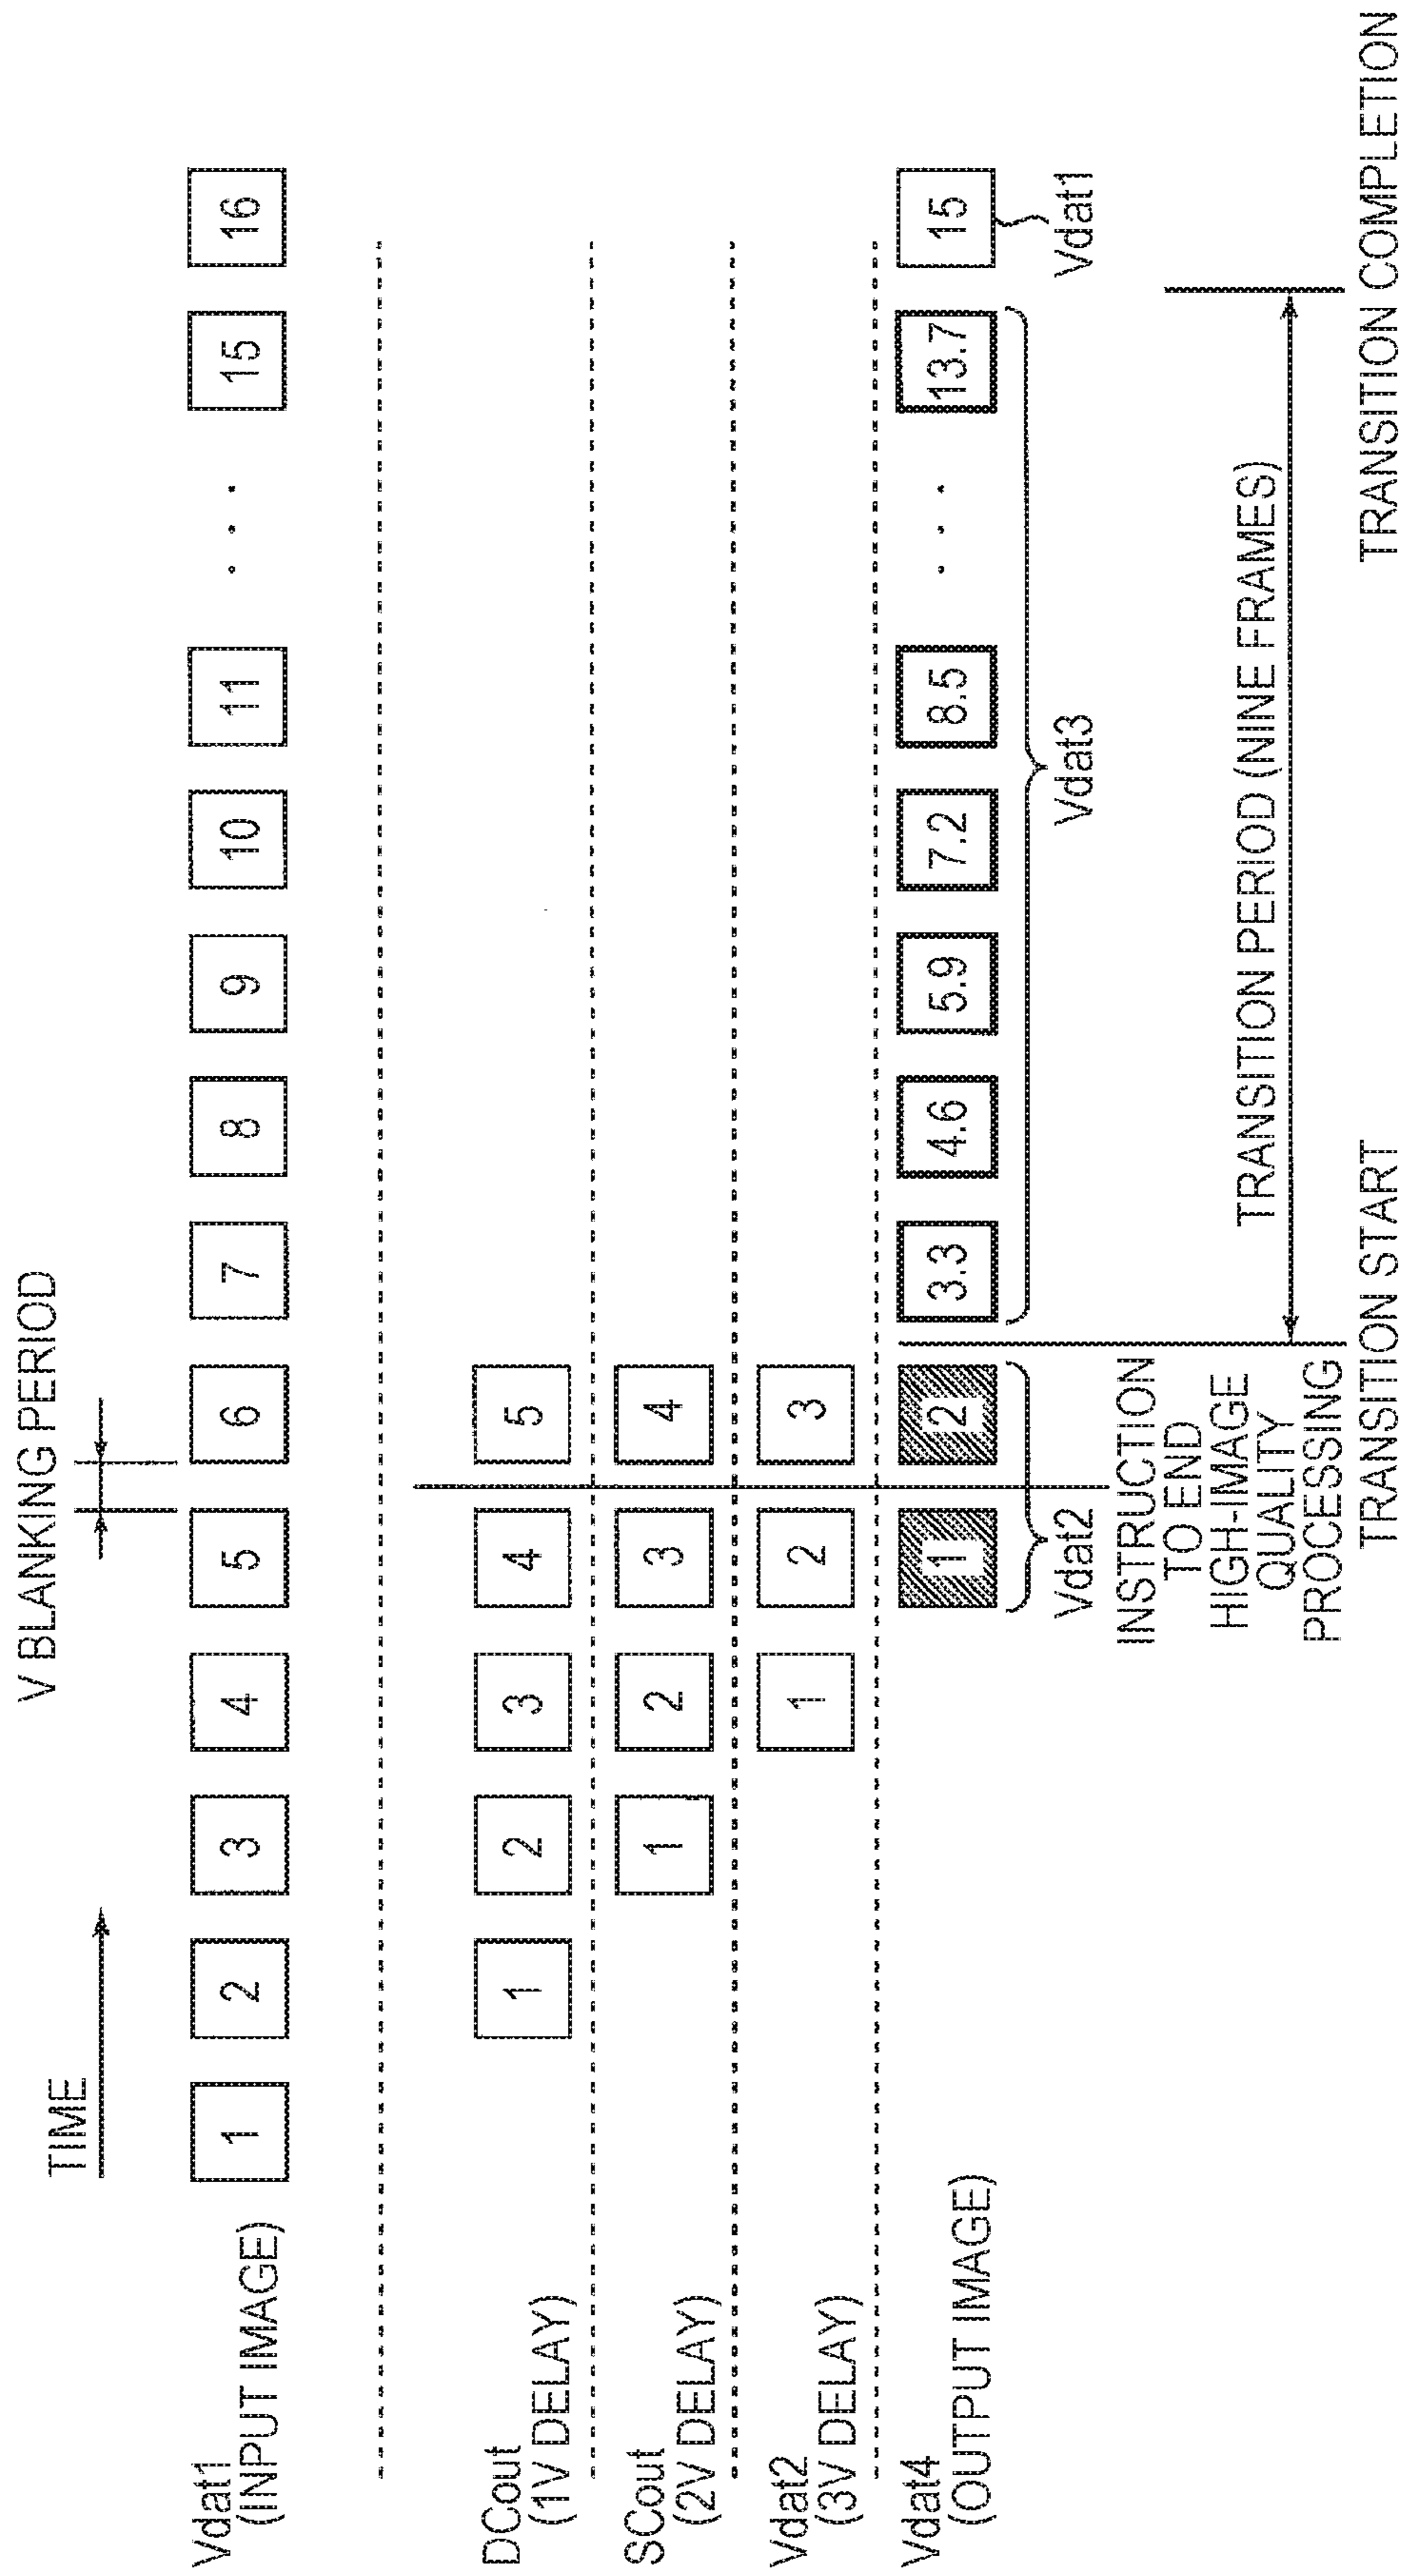 TIME
V BLANKING PERIOD
Vdat1
(INPUT IMAGE)
1 2 3 4 5 6 7 8 9 10 11 . . . 15 16
DCout
(1V DELAY)
1 2 3 4 5
SCout
(2V DELAY)
1 2 3 4
Vdat2
(3V DELAY)
1 2 3
Vdat4
(OUTPUT IMAGE)
1 2 3.3 4.6 5.9 7.2 8.5 . . . 13.7 15
Vdat2
Vdat3
Vdat1
INSTRUCTION
TO END
HIGH-IMAGE
QUALITY
PROCESSING
TRANSITION PERIOD (NINE FRAMES)
TRANSITION START
TRANSITION COMPLETION